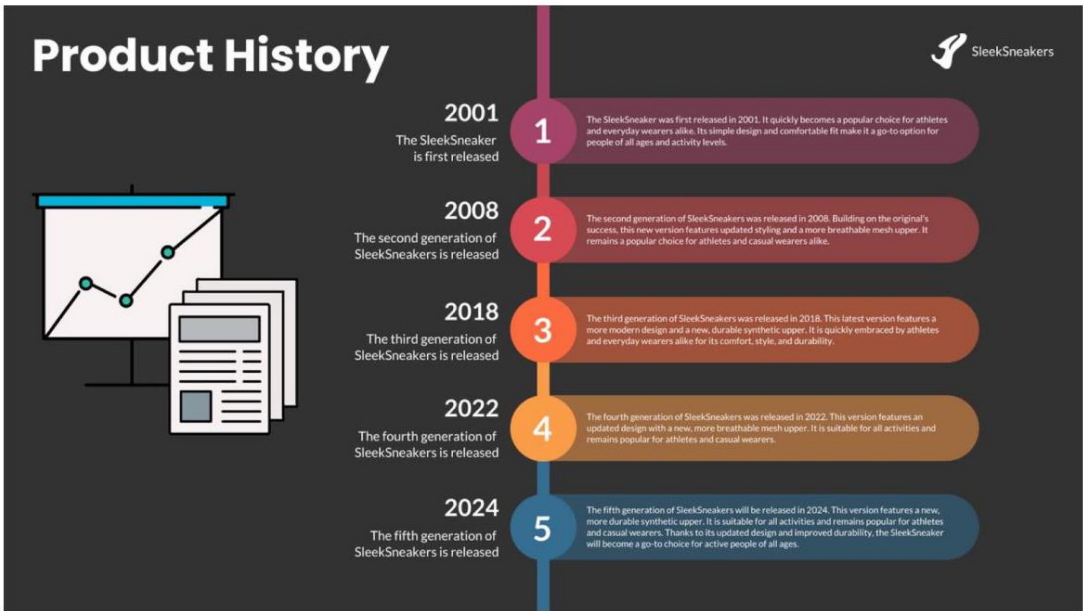 Product History
SleekSneakers
2001
The SleekSneaker
is first released
1
The SleekSneaker was first released in 2001. It quickly becomes a popular choice for athletes
and everyday wearers alike. Its simple design and comfortable fit make it a go-to option for
people of all ages and activity levels.
2008
The second generation of
SleekSneakers is released
2
The second generation of SleekSneakers was released in 2008. Building on the original's
success, this new version features updated styling and a more breathable mesh upper. It
remains a popular choice for athletes and casual wearers alike.
2018
The third generation of
SleekSneakers is released
3
The third generation of SleekSneakers was released in 2018. This latest version features a
more modern design and a new, durable synthetic upper. It is quickly embraced by athletes
and everyday wearers alike for its comfort, style, and durability.
2022
The fourth generation of
SleekSneakers is released
4
The fourth generation of SleekSneakers was released in 2022. This version features an
updated design with a new, more breathable mesh upper. It is suitable for all activities and
remains popular for athletes and casual wearers.
2024
The fifth generation of
SleekSneakers is released
5
The fifth generation of SleekSneakers will be released in 2024. This version features a new,
more durable synthetic upper. It is suitable for all activities and remains popular for athletes
and casual wearers. Thanks to its updated design and improved durability, the SleekSneaker
will become a go-to choice for active people of all ages.